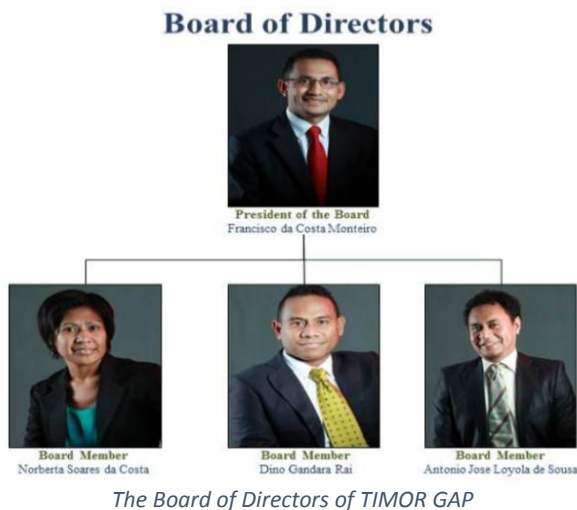 Board of Directors
President of the Board
Francisco da Costa Monteiro
Board Member
Norberta Soares da Costa
Board Member
Dino Gandara Rai
Board Member
Antonio Jose Loyola de Sousa
The Board of Directors of TIMOR GAP